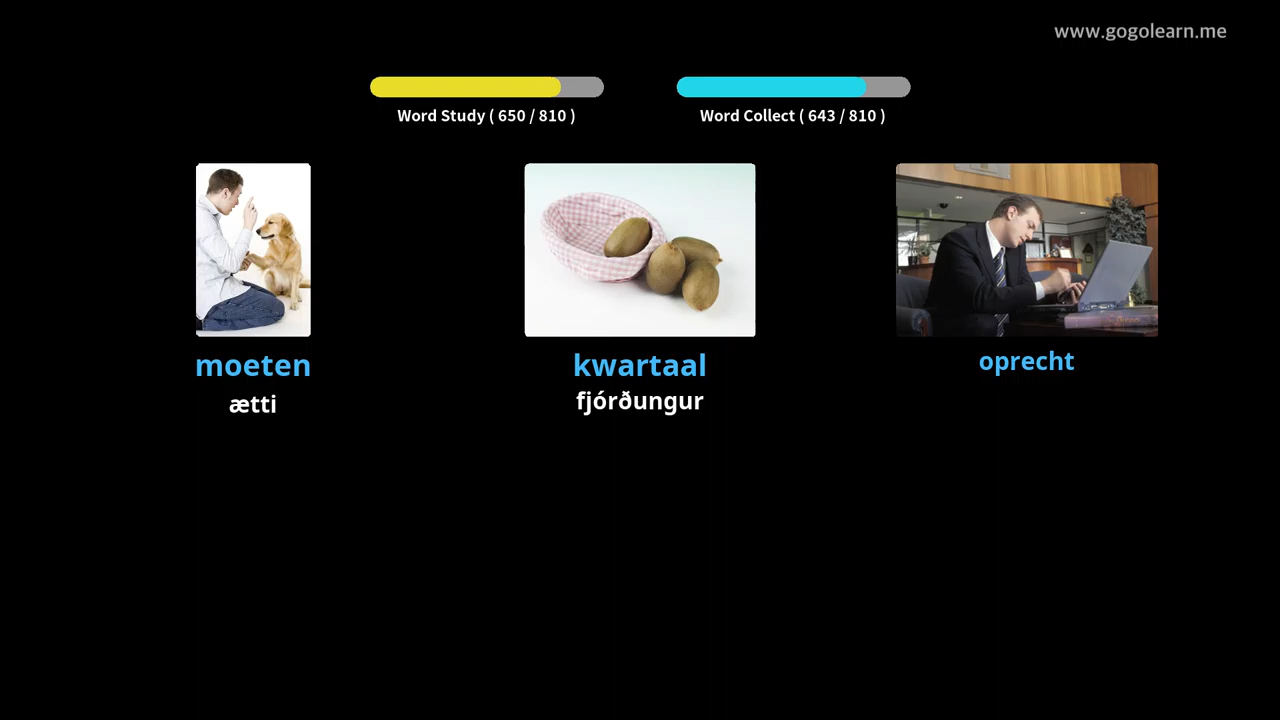 www.gogolearn.me
Word Study ( 650 / 810 )
Word Collect ( 643 / 810 )
moeten
ætti
kwartaal
fjórðungur
oprecht